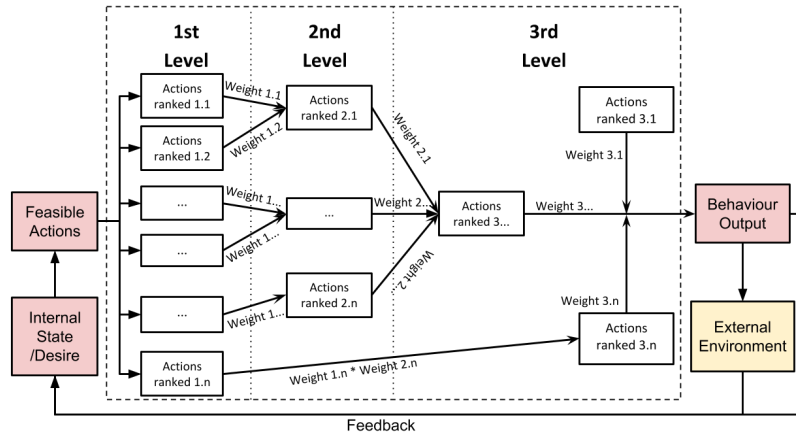 1st
Level
2nd
Level
3rd
Level
Actions
ranked 1.1
Weight 1.1
Actions
ranked 2.1
Actions
ranked 3.1
Actions
ranked 1.2
Weight 1.2
Weight 2.1
Weight 3.1
Feasible
Actions
...
Weight 1...
...
Weight 2...
Actions
ranked 3...
Weight 3...
Behaviour
Output
...
Weight 1...
Weight 2...
Internal
State
/Desire
...
Weight 1...
Actions
ranked 2.n
Weight 3.n
Actions
ranked 3.n
External
Environment
Actions
ranked 1.n
Weight 1.n * Weight 2.n
Feedback